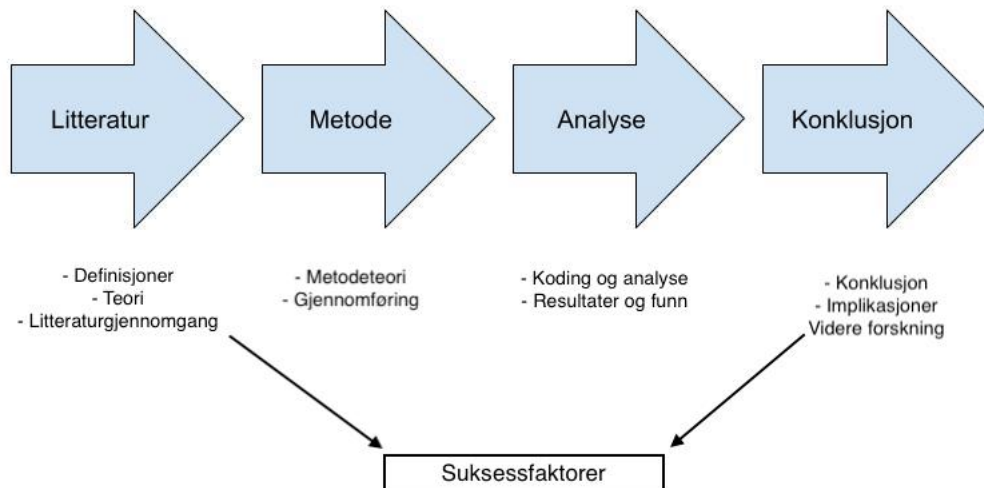 Litteratur
Metode
Analyse
Konklusjon
- Definisjoner
- Teori
- Litteraturgjennomgang
- Metodeteori
- Gjennomføring
- Koding og analyse
- Resultater og funn
- Konklusjon
- Implikasjoner
Videre forskning
Suksessfaktorer